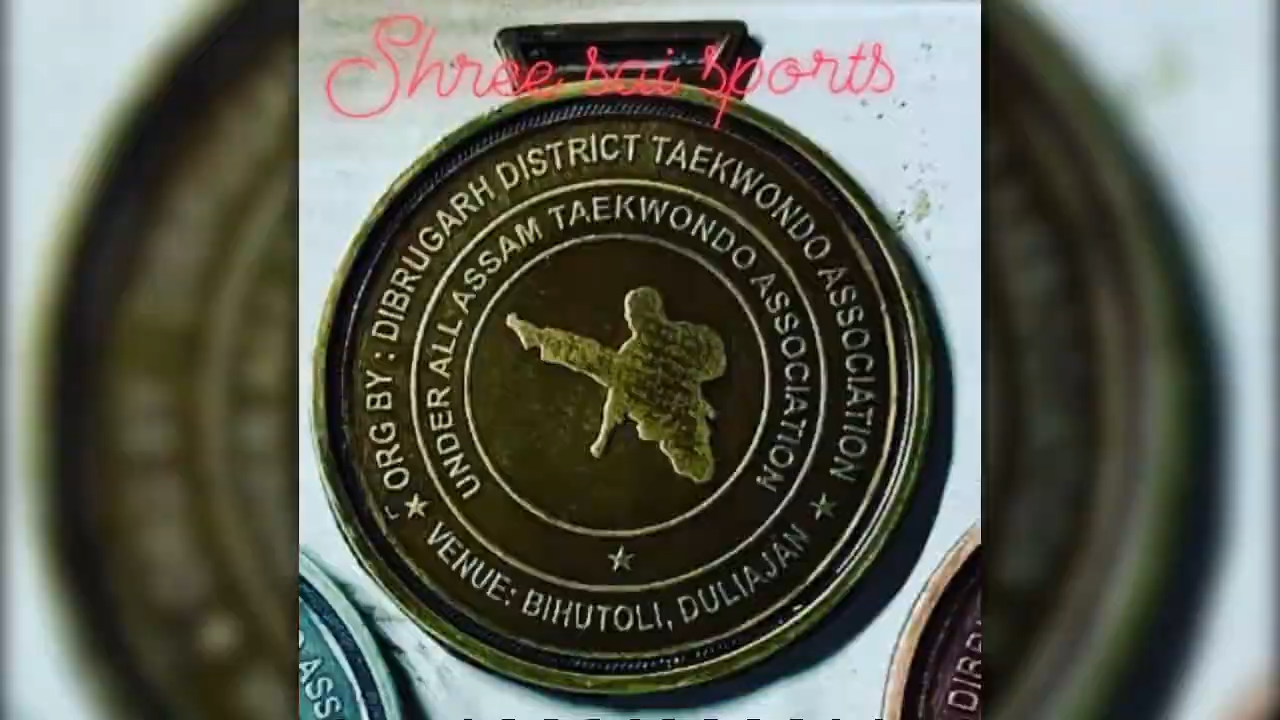 Shree sai sports
ORG BY : DIBRUGARH DISTRICT TAEKWONDO ASSOCIATION
UNDER ALL ASSAM TAEKWONDO ASSOCIATION
VENUE: BIHUTOLI, DULIAJAN